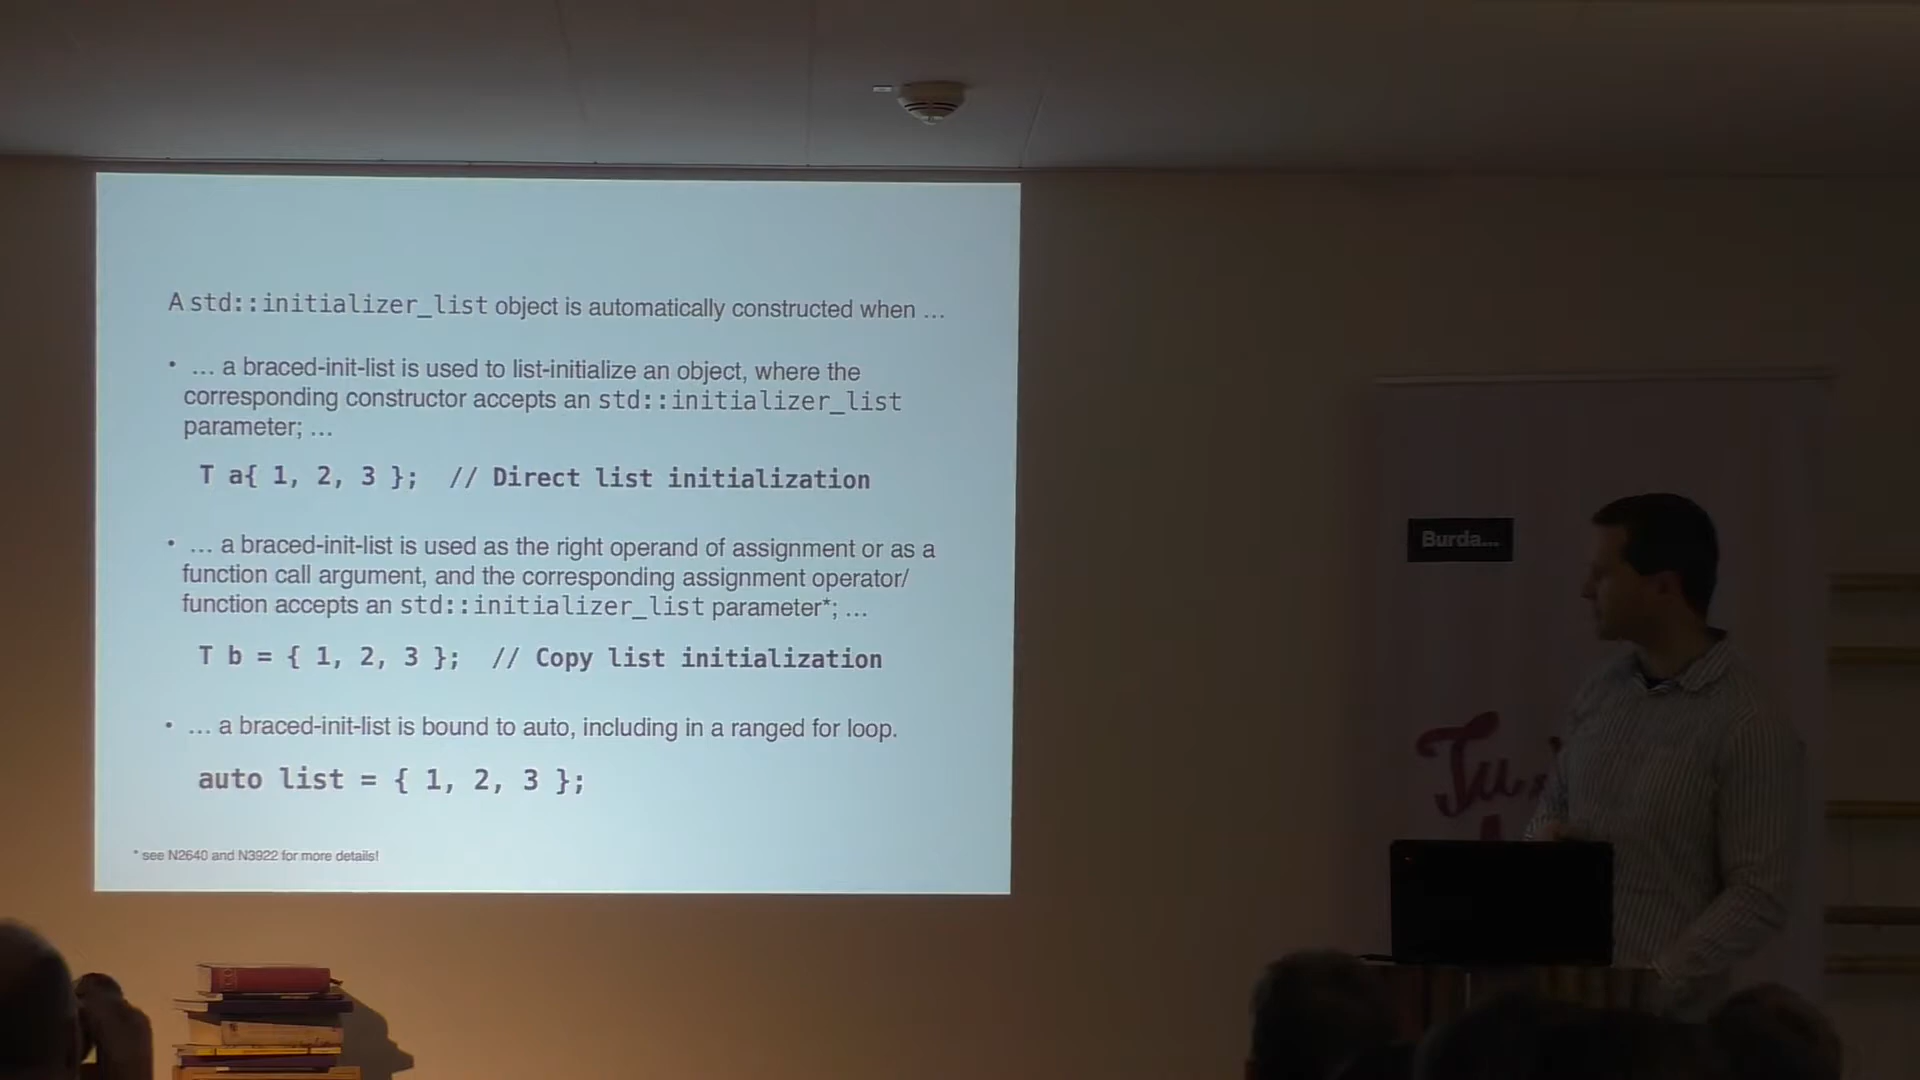 A std::initializer_list object is automatically constructed when …
• … a braced-init-list is used to list-initialize an object, where the
corresponding constructor accepts an std::initializer_list
parameter; …
T a{ 1, 2, 3 };  // Direct list initialization
• … a braced-init-list is used as the right operand of assignment or as a
function call argument, and the corresponding assignment operator/
function accepts an std::initializer_list parameter*; …
T b = { 1, 2, 3 };  // Copy list initialization
• … a braced-init-list is bound to auto, including in a ranged for loop.
auto list = { 1, 2, 3 };
* see N2640 and N3922 for more details!
Burda...